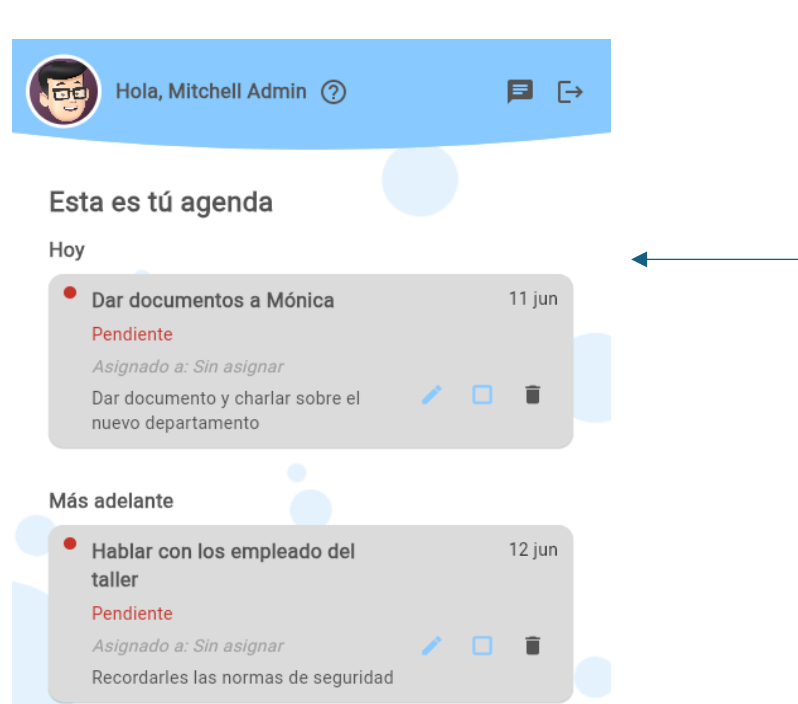 Hola, Mitchell Admin
Esta es tú agenda
Hoy
Dar documentos a Mónica
11 jun
Pendiente
Asignado a: Sin asignar
Dar documento y charlar sobre el
nuevo departamento
Más adelante
Hablar con los empleado del
taller
12 jun
Pendiente
Asignado a: Sin asignar
Recordarles las normas de seguridad